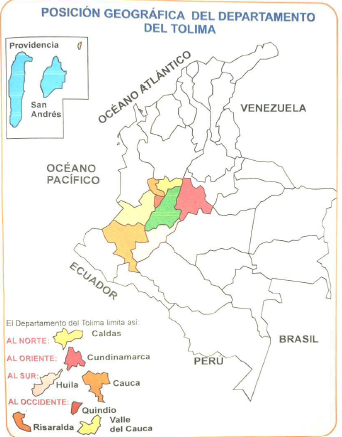 POSICIÓN GEOGRÁFICA DEL DEPARTAMENTO
DEL TOLIMA
Providencia
San
Andrés
OCÉANO ATLÁNTICO
VENEZUELA
OCÉANO
PACÍFICO
ECUADOR
PERÚ
BRASIL
El Departamento del Tolima limita así:
AL NORTE: Caldas
AL ORIENTE: Cundinamarca
AL SUR: Huila Cauca
AL OCCIDENTE: Quindio
Risaralda Valle
del Cauca